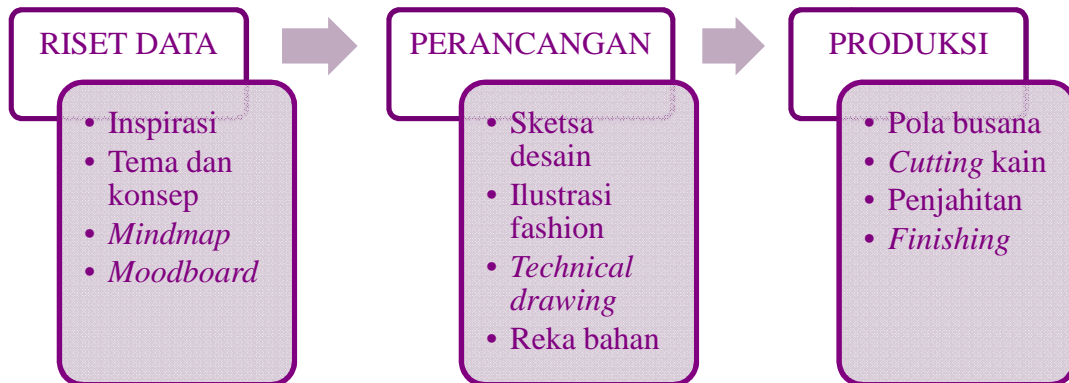 RISET DATA
• Inspirasi
• Tema dan
konsep
• Mindmap
• Moodboard
PERANCANGAN
• Sketsa
desain
• Ilustrasi
fashion
• Technical
drawing
• Reka bahan
PRODUKSI
• Pola busana
• Cutting kain
• Penjahitan
• Finishing